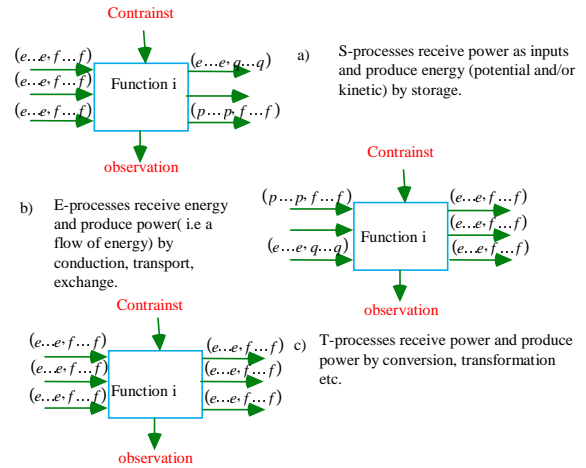 Contrainst
(e...e, f...f)
(e...e, f...f)
(e...e, f...f)
Function i
(e...e, q...q)
(p...p, f...f)
observation
a) S-processes receive power as inputs
and produce energy (potential and/or
kinetic) by storage.
b) E-processes receive energy
and produce power( i.e a
flow of energy) by
conduction, transport,
exchange.
Contrainst
(p...p, f...f)
(e...e, q...q)
Function i
(e...e, f...f)
(e...e, f...f)
(e...e, f...f)
observation
Contrainst
(e...e, f...f)
(e...e, f...f)
(e...e, f...f)
Function i
(e...e, f...f)
(e...e, f...f)
(e...e, f...f)
observation
c) T-processes receive power and produce
power by conversion, transformation
etc.